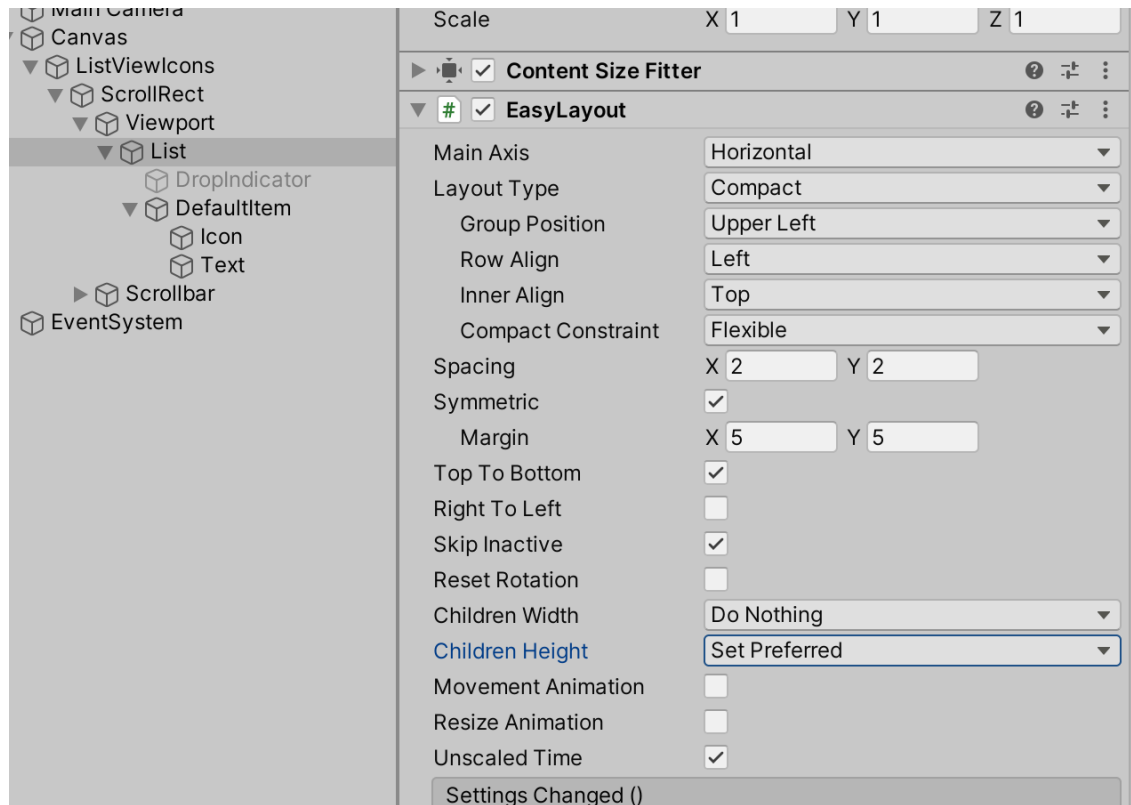 Main Camera
Canvas
ListViewIcons
ScrollRect
Viewport
List
DropIndicator
DefaultItem
Icon
Text
Scrollbar
EventSystem
Scale X 1 Y 1 Z 1
Content Size Fitter
# EasyLayout
Main Axis Horizontal
Layout Type Compact
Group Position Upper Left
Row Align Left
Inner Align Top
Compact Constraint Flexible
Spacing X 2 Y 2
Symmetric
Margin X 5 Y 5
Top To Bottom
Right To Left
Skip Inactive
Reset Rotation
Children Width Do Nothing
Children Height Set Preferred
Movement Animation
Resize Animation
Unscaled Time
Settings Changed ()